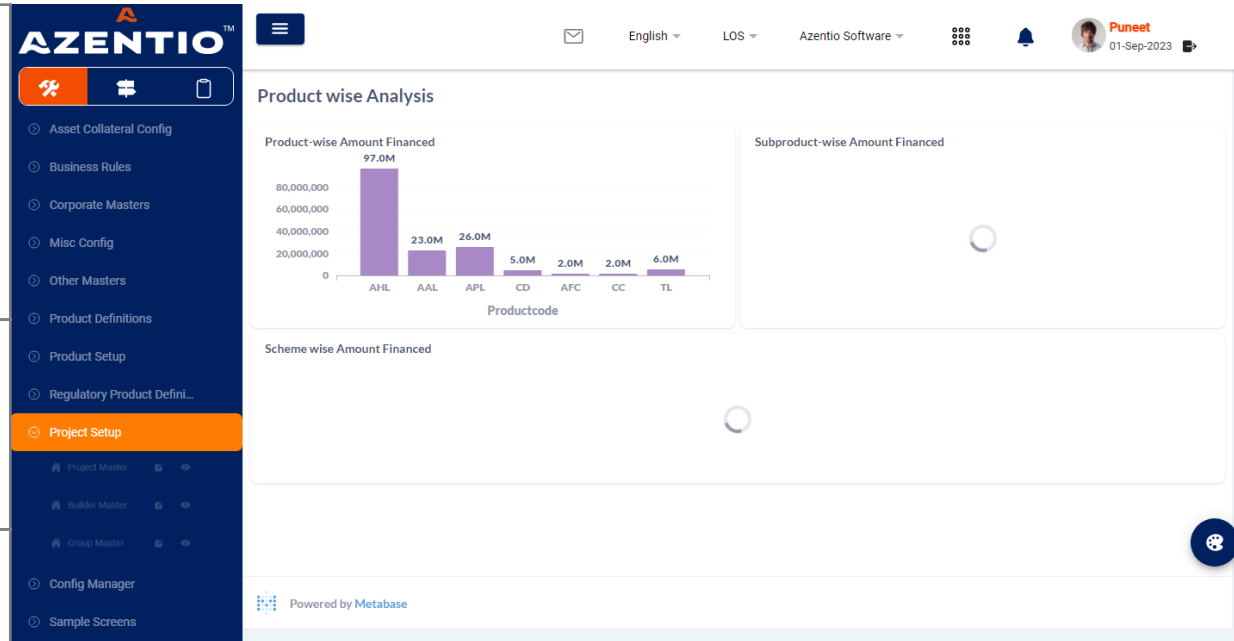 AZENTIO™
English
LOS
Azentio Software
Puneet
01-Sep-2023
Asset Collateral Config
Business Rules
Corporate Masters
Misc Config
Other Masters
Product Definitions
Product Setup
Regulatory Product Defini...
Project Setup
Project Master
Builder Master
Group Master
Config Manager
Sample Screens
Product wise Analysis
Product-wise Amount Financed
97.0M
80,000,000
60,000,000
40,000,000
20,000,000
0
23.0M
26.0M
5.0M
2.0M
2.0M
6.0M
AHL AAL APL CD AFC CC TL
Productcode
Subproduct-wise Amount Financed
Scheme wise Amount Financed
Powered by Metabase